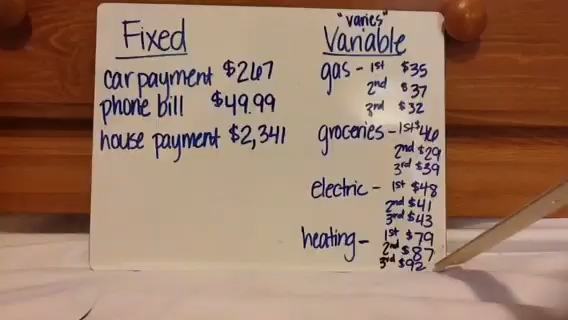 Fixed
car payment $267
phone bill $49.99
house payment $2,341
"varies"
Variable
gas - 1st $35
2nd $37
3rd $32
groceries - 1st $46
2nd $29
3rd $39
electric - 1st $48
2nd $41
3rd $43
heating - 1st $79
2nd $87
3rd $92